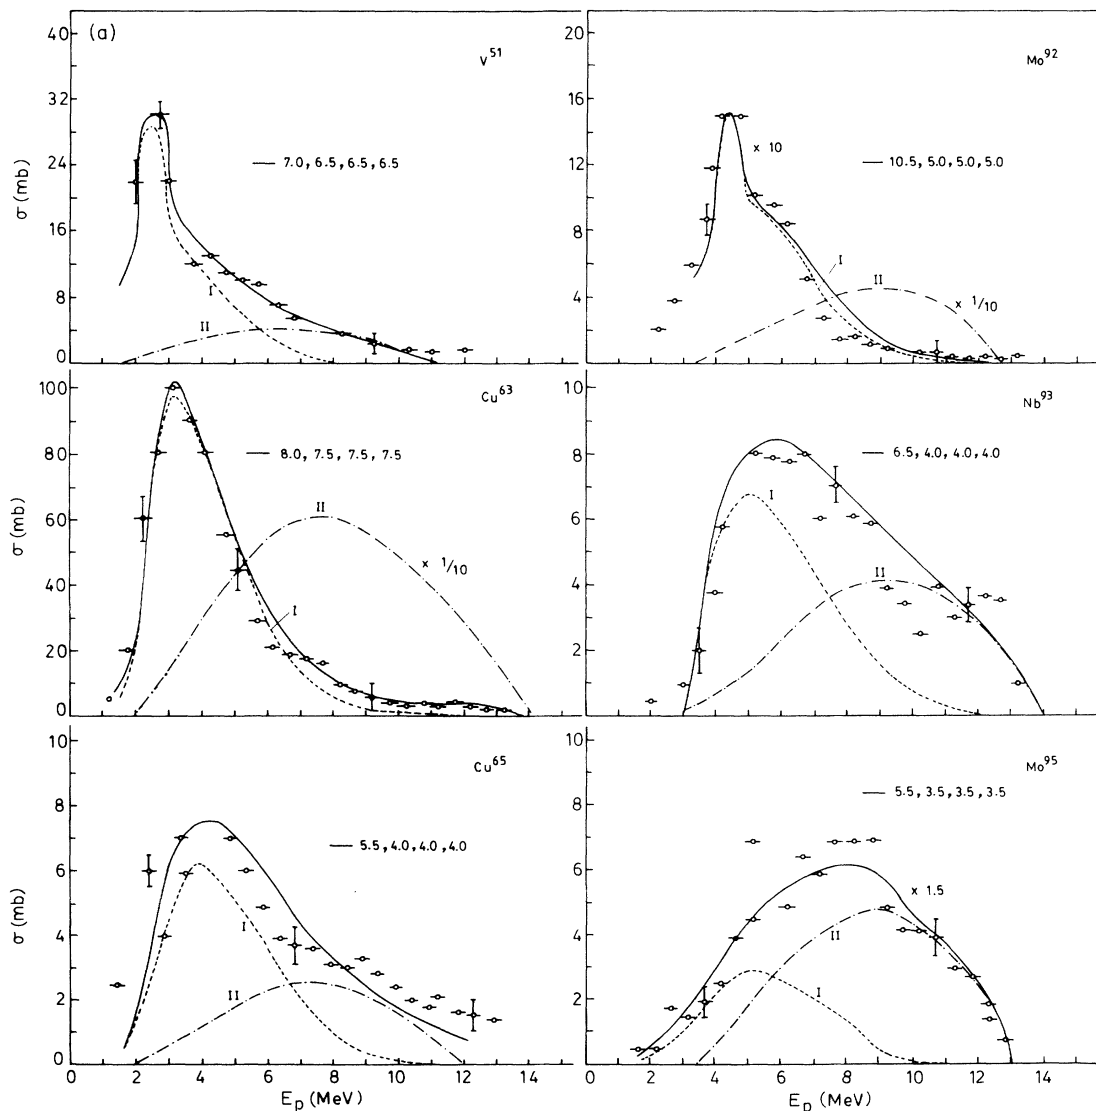 (a)
V51
σ (mb)
40
32
24
16
8
0
7.0, 6.5, 6.5, 6.5
I
II
Mo92
20
16
12
8
4
0
x 10
10.5, 5.0, 5.0, 5.0
I
II
x 1/10
Cu63
σ (mb)
100
80
60
40
20
0
8.0, 7.5, 7.5, 7.5
II
x 1/10
I
Nb93
10
8
6
4
2
0
6.5, 4.0, 4.0, 4.0
I
II
Cu65
σ (mb)
10
8
6
4
2
0
5.5, 4.0, 4.0, 4.0
I
II
0 2 4 6 8 10 12 14
Ep (MeV)
Mo95
10
8
6
4
2
0
5.5, 3.5, 3.5, 3.5
x 1.5
II
I
2 4 6 8 10 12 14
Ep (MeV)